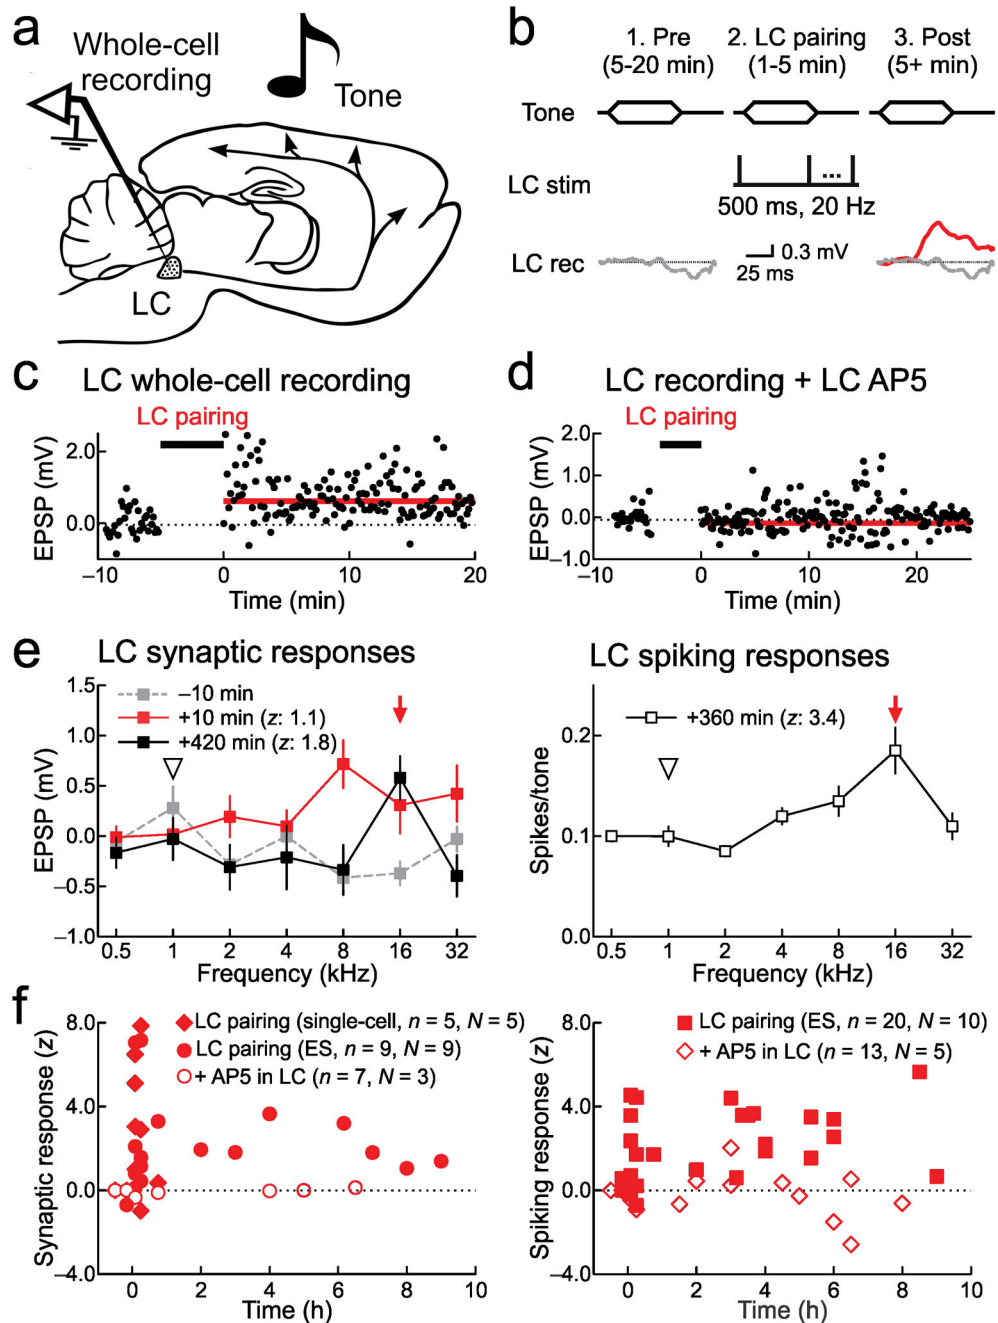 a
Whole-cell
recording
Tone
LC
b
1. Pre
(5-20 min)
2. LC pairing
(1-5 min)
3. Post
(5+ min)
Tone
LC stim
...
500 ms, 20 Hz
LC rec
0.3 mV
25 ms
c
LC whole-cell recording
LC pairing
EPSP (mV)
2.0
0.0
–10
0
10
20
Time (min)
d
LC recording + LC AP5
LC pairing
EPSP (mV)
2.0
1.0
0.0
–1.0
–10
0
10
20
Time (min)
e
LC synaptic responses
–10 min
+10 min (z: 1.1)
+420 min (z: 1.8)
EPSP (mV)
1.5
1.0
0.5
0.0
–0.5
–1.0
0.5 1 2 4 8 16 32
Frequency (kHz)
LC spiking responses
+360 min (z: 3.4)
Spikes/tone
0.2
0.1
0.0
0.5 1 2 4 8 16 32
Frequency (kHz)
f
LC pairing (single-cell, n = 5, N = 5)
LC pairing (ES, n = 9, N = 9)
+ AP5 in LC (n = 7, N = 3)
Synaptic response (z)
8.0
4.0
0.0
–4.0
0 2 4 6 8 10
Time (h)
LC pairing (ES, n = 20, N = 10)
+ AP5 in LC (n = 13, N = 5)
Spiking response (z)
8.0
4.0
0.0
–4.0
0 2 4 6 8 10
Time (h)